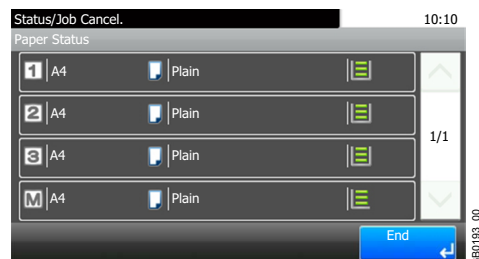 Status/Job Cancel. 10:10
Paper Status
1 A4 Plain
2 A4 Plain
1/1
3 A4 Plain
M A4 Plain
End
B0193_00